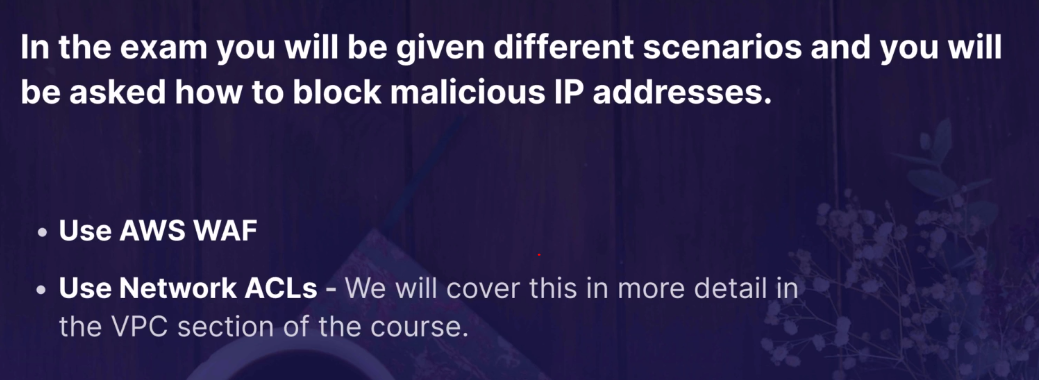 In the exam you will be given different scenarios and you will
be asked how to block malicious IP addresses.
• Use AWS WAF
• Use Network ACLs - We will cover this in more detail in
the VPC section of the course.